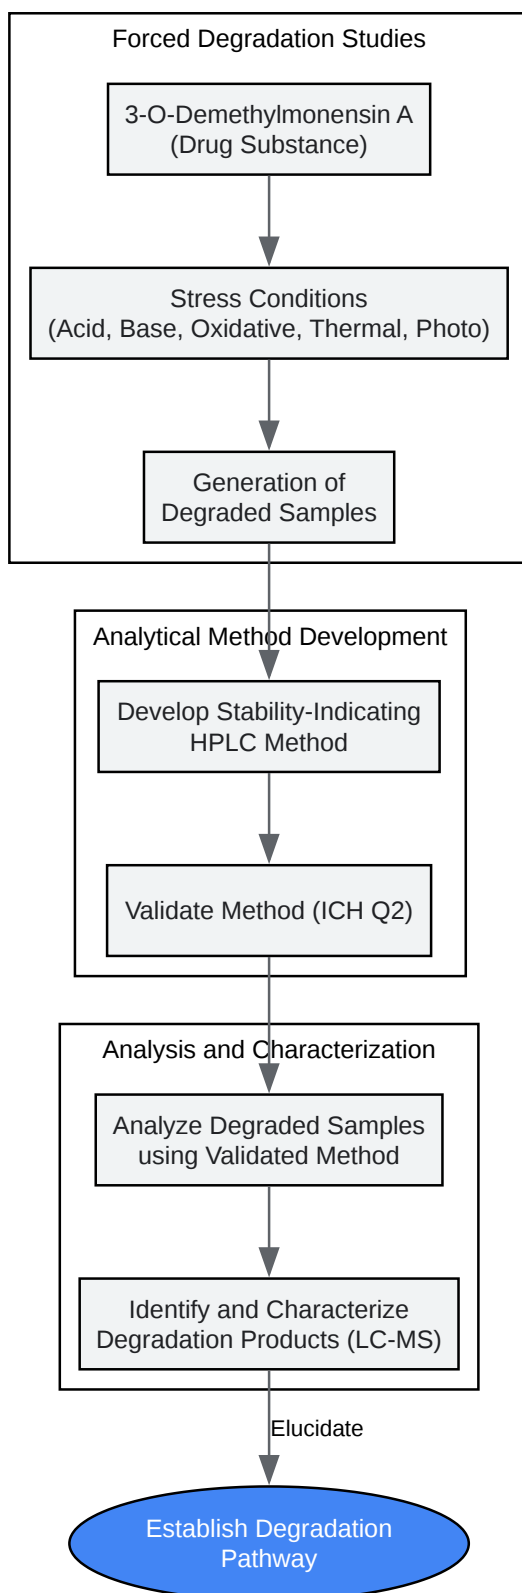 Forced Degradation Studies
3-O-Demethylmonensin A
(Drug Substance)
Stress Conditions
(Acid, Base, Oxidative, Thermal, Photo)
Generation of
Degraded Samples
Analytical Method Development
Develop Stability-Indicating
HPLC Method
Validate Method (ICH Q2)
Analysis and Characterization
Analyze Degraded Samples
using Validated Method
Identify and Characterize
Degradation Products (LC-MS)
Elucidate
Establish Degradation
Pathway